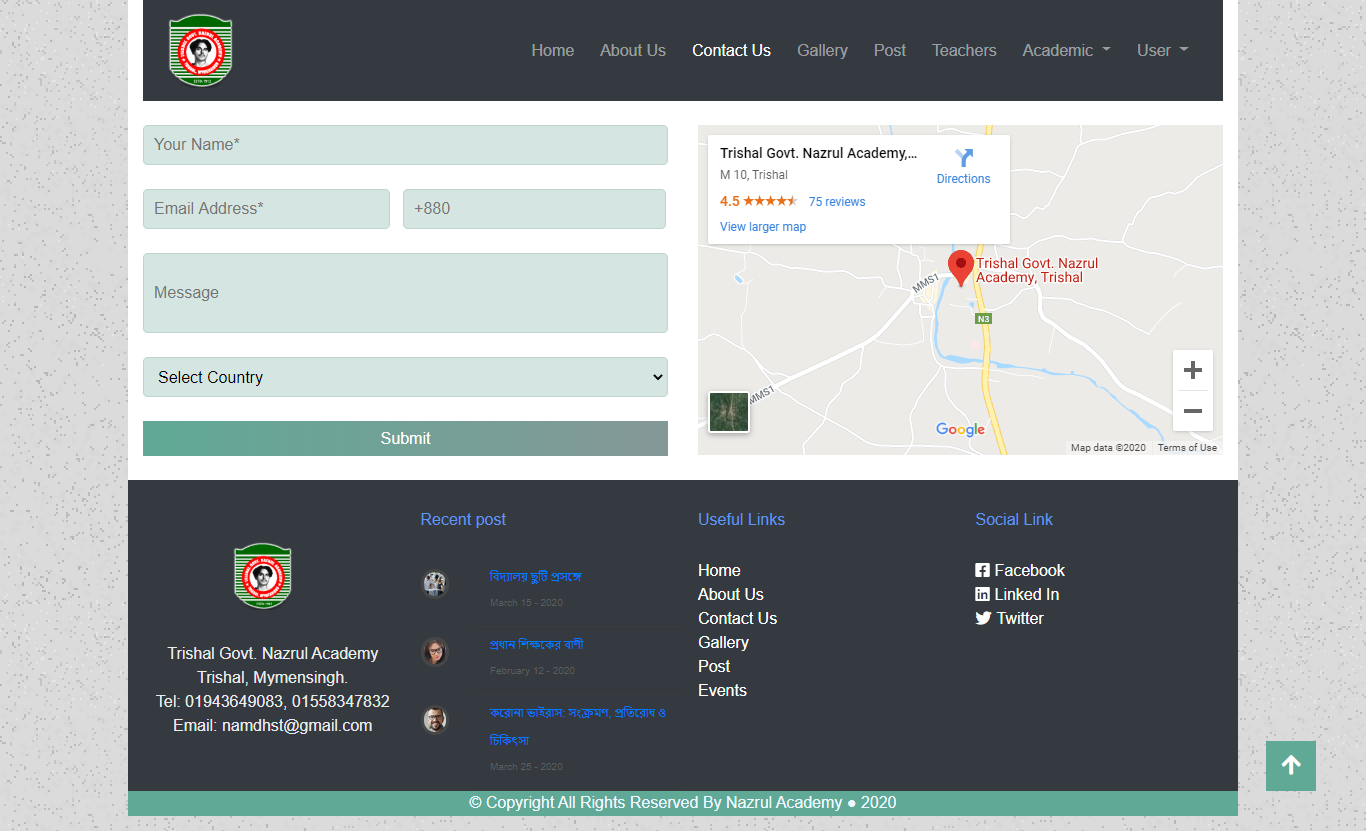 Home
About Us
Contact Us
Gallery
Post
Teachers
Academic
User
Your Name*
Email Address*
+880
Message
Select Country
Submit
Trishal Govt. Nazrul Academy,...
M 10, Trishal
Directions
4.5
75 reviews
View larger map
Trishal Govt. Nazrul
Academy, Trishal
MMS1
N3
MMS1
Google
Map data ©2020
Terms of Use
Trishal Govt. Nazrul Academy
Trishal, Mymensingh.
Tel: 01943649083, 01558347832
Email: namdhst@gmail.com
Recent post
বিদ্যালয় ছুটি প্রসঙ্গে
March 15 - 2020
প্রধান শিক্ষকের বাণী
February 12 - 2020
করোনা ভাইরাস: সংক্রমণ, প্রতিরোধ ও
চিকিৎসা
March 25 - 2020
Useful Links
Home
About Us
Contact Us
Gallery
Post
Events
Social Link
Facebook
Linked In
Twitter
© Copyright All Rights Reserved By Nazrul Academy ● 2020